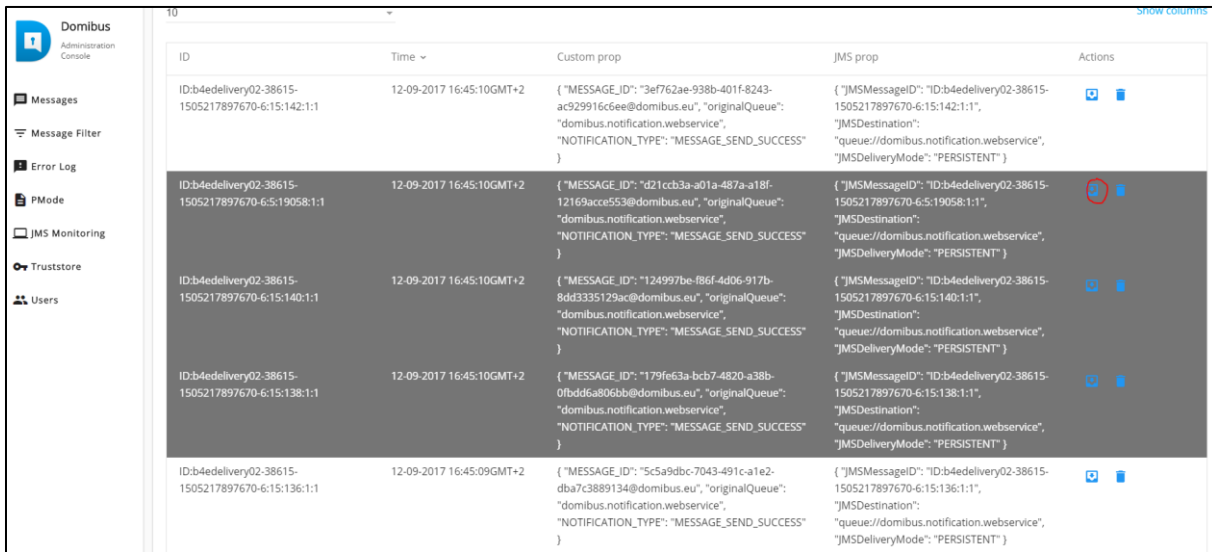 Domibus
Administration
Console
Messages
Message Filter
Error Log
PMode
JMS Monitoring
Truststore
Users
10
Show columns
ID
Time
Custom prop
JMS prop
Actions
ID:b4edelivery02-38615-
1505217897670-6:15:142:1:1
12-09-2017 16:45:10GMT+2
{ "MESSAGE_ID": "3ef762ae-938b-401f-8243-
ac929916c6ee@domibus.eu", "originalQueue":
"domibus.notification.webservice",
"NOTIFICATION_TYPE": "MESSAGE_SEND_SUCCESS"
}
{ "JMSMessageID": "ID:b4edelivery02-38615-
1505217897670-6:15:142:1:1",
"JMSDestination":
"queue://domibus.notification.webservice",
"JMSDeliveryMode": "PERSISTENT" }
ID:b4edelivery02-38615-
1505217897670-6:5:19058:1:1
12-09-2017 16:45:10GMT+2
{ "MESSAGE_ID": "d21ccb3a-a01a-487a-a18f-
12169acce553@domibus.eu", "originalQueue":
"domibus.notification.webservice",
"NOTIFICATION_TYPE": "MESSAGE_SEND_SUCCESS"
}
{ "JMSMessageID": "ID:b4edelivery02-38615-
1505217897670-6:5:19058:1:1",
"JMSDestination":
"queue://domibus.notification.webservice",
"JMSDeliveryMode": "PERSISTENT" }
ID:b4edelivery02-38615-
1505217897670-6:15:140:1:1
12-09-2017 16:45:10GMT+2
{ "MESSAGE_ID": "124997be-f86f-4d06-917b-
8dd3335129ac@domibus.eu", "originalQueue":
"domibus.notification.webservice",
"NOTIFICATION_TYPE": "MESSAGE_SEND_SUCCESS"
}
{ "JMSMessageID": "ID:b4edelivery02-38615-
1505217897670-6:15:140:1:1",
"JMSDestination":
"queue://domibus.notification.webservice",
"JMSDeliveryMode": "PERSISTENT" }
ID:b4edelivery02-38615-
1505217897670-6:15:138:1:1
12-09-2017 16:45:10GMT+2
{ "MESSAGE_ID": "179fe63a-bcb7-4820-a38b-
0fbdd6a806bb@domibus.eu", "originalQueue":
"domibus.notification.webservice",
"NOTIFICATION_TYPE": "MESSAGE_SEND_SUCCESS"
}
{ "JMSMessageID": "ID:b4edelivery02-38615-
1505217897670-6:15:138:1:1",
"JMSDestination":
"queue://domibus.notification.webservice",
"JMSDeliveryMode": "PERSISTENT" }
ID:b4edelivery02-38615-
1505217897670-6:15:136:1:1
12-09-2017 16:45:09GMT+2
{ "MESSAGE_ID": "5c5a9dbc-7043-491c-a1e2-
dba7c3889134@domibus.eu", "originalQueue":
"domibus.notification.webservice",
"NOTIFICATION_TYPE": "MESSAGE_SEND_SUCCESS"
}
{ "JMSMessageID": "ID:b4edelivery02-38615-
1505217897670-6:15:136:1:1",
"JMSDestination":
"queue://domibus.notification.webservice",
"JMSDeliveryMode": "PERSISTENT" }